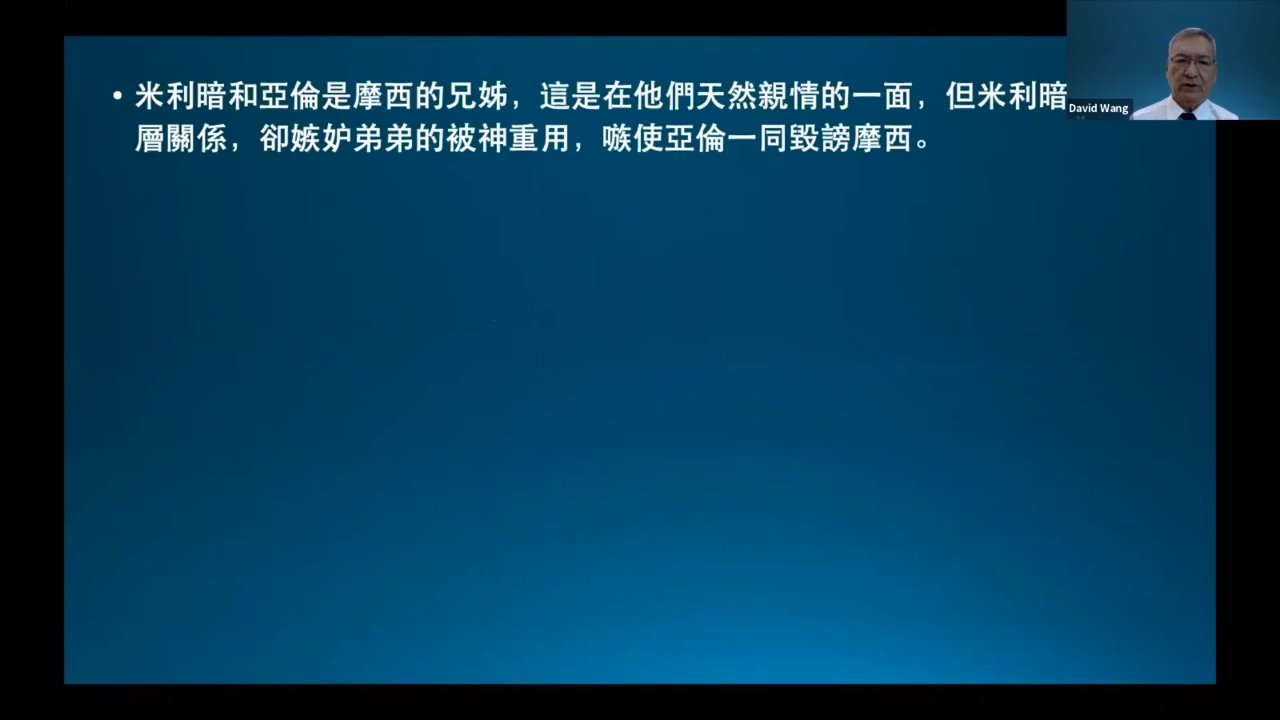 • 米利暗和亞倫是摩西的兄姊，這是在他們天然親情的一面，但米利暗
層關係，卻嫉妒弟弟的被神重用，嗾使亞倫一同毀謗摩西。
David Wang